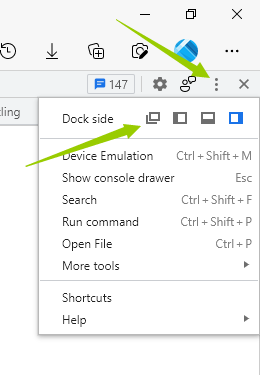 147
tling
Dock side
Device Emulation Ctrl + Shift + M
Show console drawer Esc
Search Ctrl + Shift + F
Run command Ctrl + Shift + P
Open File Ctrl + P
More tools
Shortcuts
Help